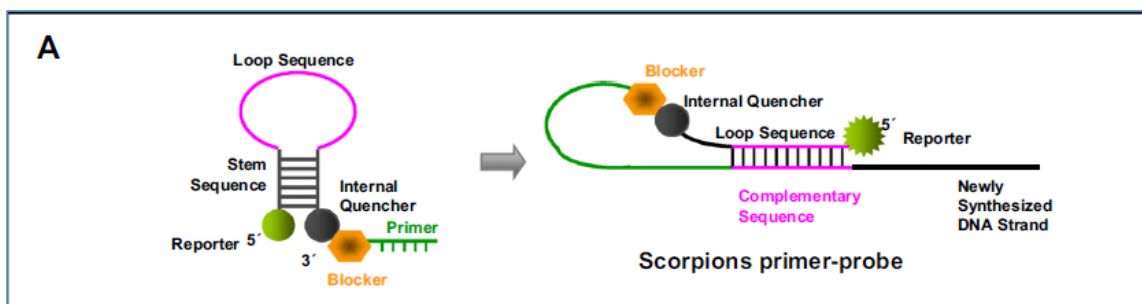 A
Loop Sequence
Stem
Sequence
Internal
Quencher
Primer
Reporter 5´
3´
Blocker
Blocker
Internal Quencher
Loop Sequence
5´
Reporter
Complementary
Sequence
Newly
Synthesized
DNA Strand
Scorpions primer-probe